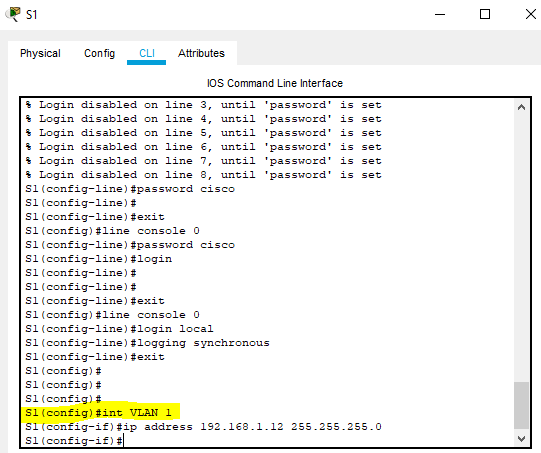 S1
Physical Config CLI Attributes
IOS Command Line Interface
% Login disabled on line 3, until 'password' is set
% Login disabled on line 4, until 'password' is set
% Login disabled on line 5, until 'password' is set
% Login disabled on line 6, until 'password' is set
% Login disabled on line 7, until 'password' is set
% Login disabled on line 8, until 'password' is set
S1(config-line)#password cisco
S1(config-line)#
S1(config-line)#exit
S1(config)#line console 0
S1(config-line)#password cisco
S1(config-line)#login
S1(config-line)#
S1(config-line)#
S1(config-line)#exit
S1(config)#line console 0
S1(config-line)#login local
S1(config-line)#logging synchronous
S1(config-line)#exit
S1(config)#
S1(config)#
S1(config)#
S1(config)#int VLAN 1
S1(config-if)#ip address 192.168.1.12 255.255.255.0
S1(config-if)#